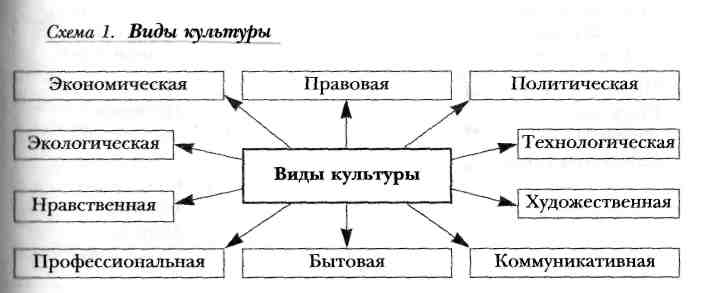 Схема 1. Виды культуры
Экономическая
Правовая
Политическая
Экологическая
Технологическая
Виды культуры
Нравственная
Художественная
Профессиональная
Бытовая
Коммуникативная